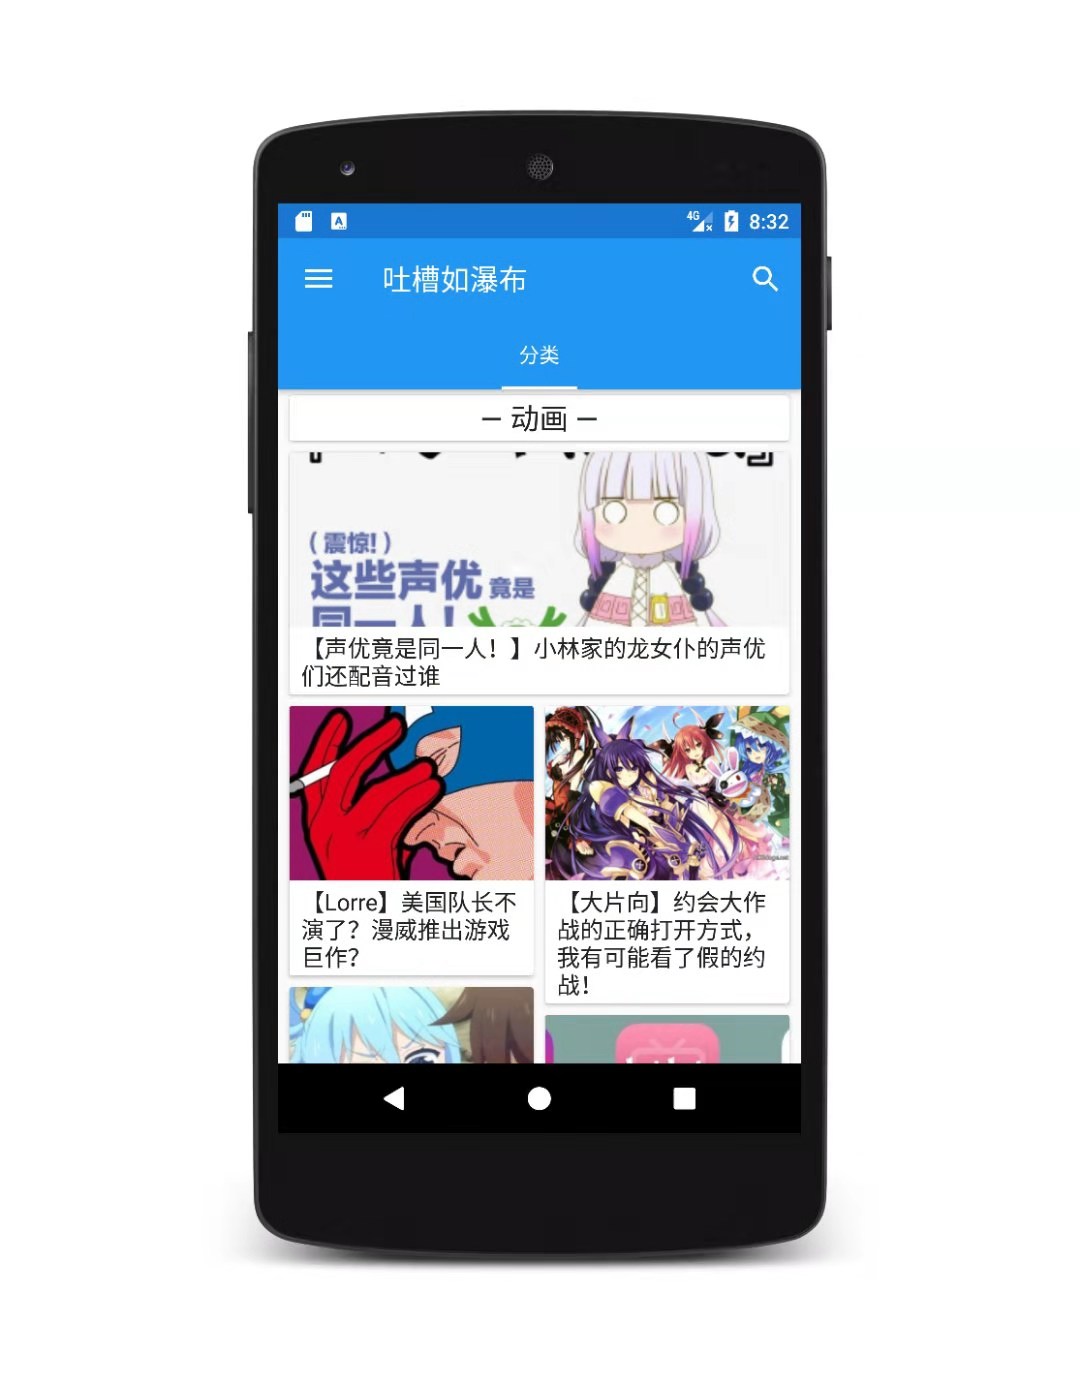 4G 8:32
吐槽如瀑布
分类
— 动画 —
（震惊!）
这些声优 竟是
同一人!
【声优竟是同一人！】小林家的龙女仆的声优
们还配音过谁
【Lorre】美国队长不
演了？漫威推出游戏
巨作？
【大片向】约会大作
战的正确打开方式，
我有可能看了假的约
战！